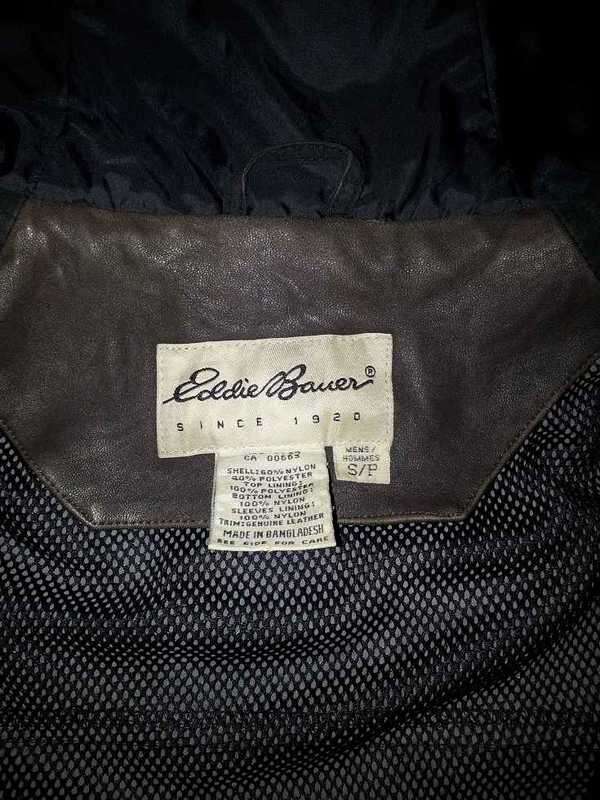 Eddie Bauer®
SINCE 1920
CA 00663
SHELL:60%NYLON
40% POLYESTER
TOP LINING:
100% POLYESTER
BOTTOM LINING:
100% NYLON
SLEEVES LINING:
100% NYLON
TRIM:GENUINE LEATHER
MADE IN BANGLADESH
SEE SIDE FOR CARE
MENS/
HOMMES
S/P